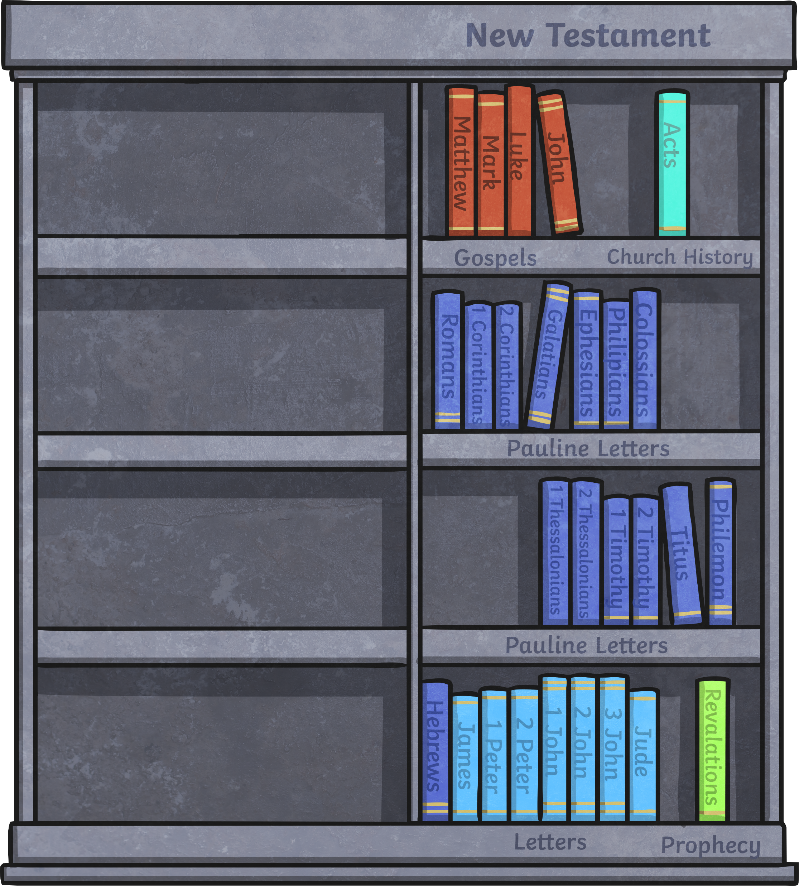 New Testament
Matthew
Mark
Luke
John
Acts
Gospels
Church History
Romans
1 Corinthians
2 Corinthians
Galatians
Ephesians
Philipians
Colossians
Pauline Letters
1 Thessalonians
2 Thessalonians
1 Timothy
2 Timothy
Titus
Philemon
Pauline Letters
Hebrews
James
1 Peter
2 Peter
1 John
2 John
3 John
Jude
Revalations
Letters
Prophecy